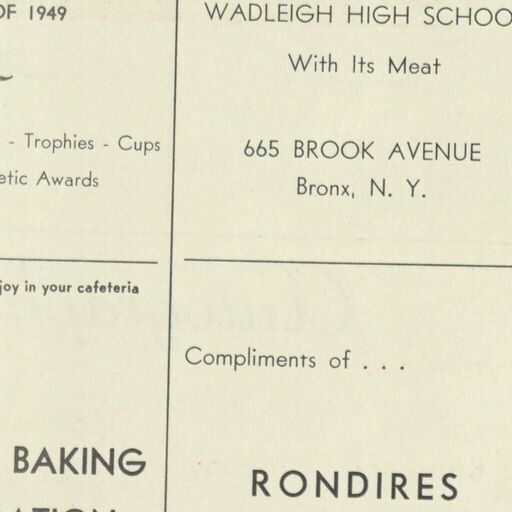 OF 1949
- Trophies - Cups
etic Awards
joy in your cafeteria
BAKING
WADLEIGH HIGH SCHOO
With Its Meat
665 BROOK AVENUE
Bronx, N. Y.
Compliments of . . .
RONDIRES